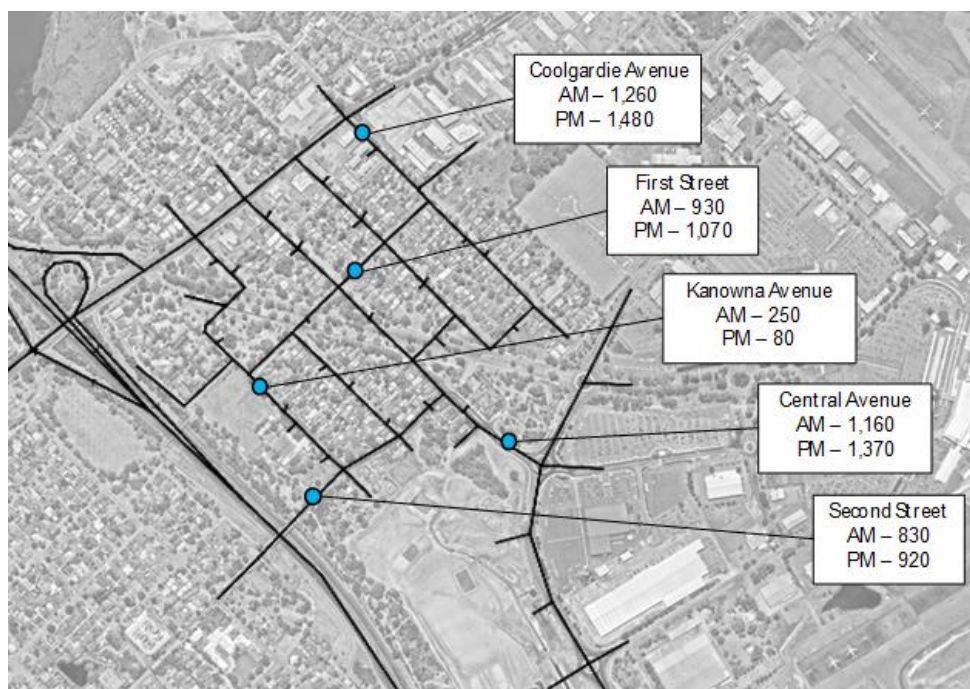 Coolgardie Avenue
AM – 1,260
PM – 1,480
First Street
AM – 930
PM – 1,070
Kanowna Avenue
AM – 250
PM – 80
Central Avenue
AM – 1,160
PM – 1,370
Second Street
AM – 830
PM – 920